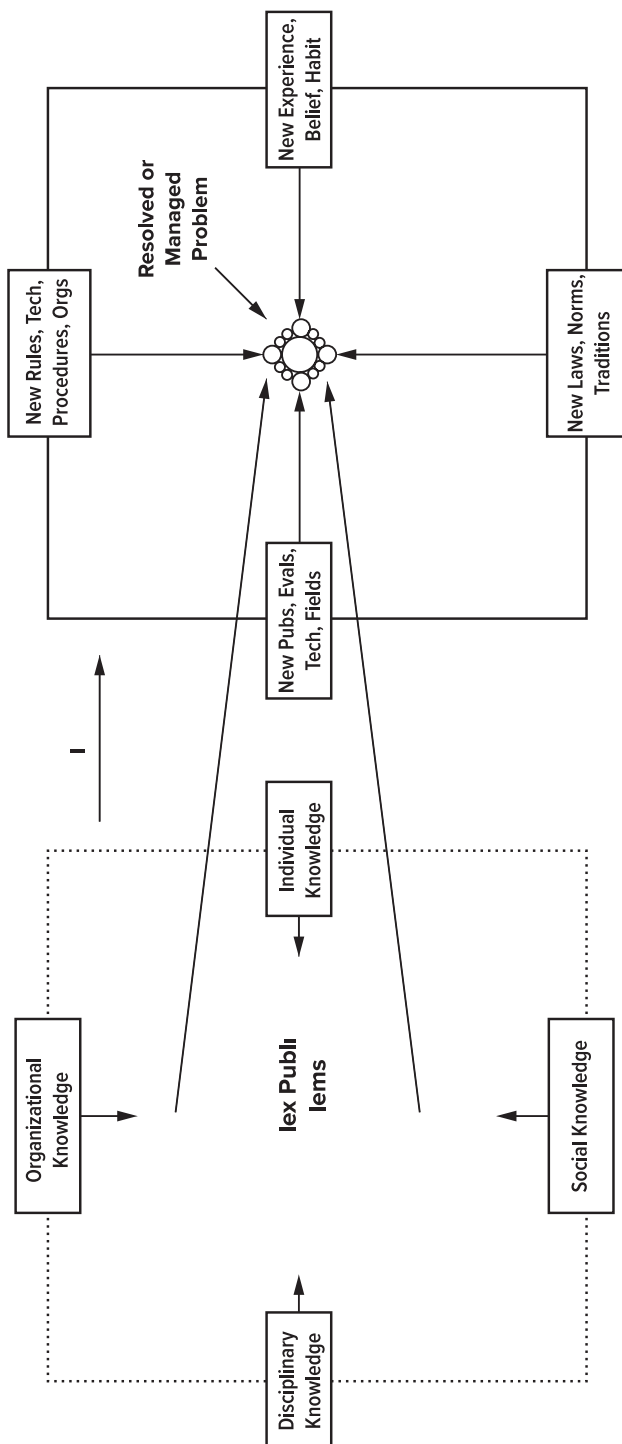 Organizational
Knowledge
Disciplinary
Knowledge
lex Publi
lems
Individual
Knowledge
Social Knowledge
New Rules, Tech,
Procedures, Orgs
Resolved or
Managed
Problem
New Pubs, Evals,
Tech, Fields
New Experience,
Belief, Habit
New Laws, Norms,
Traditions